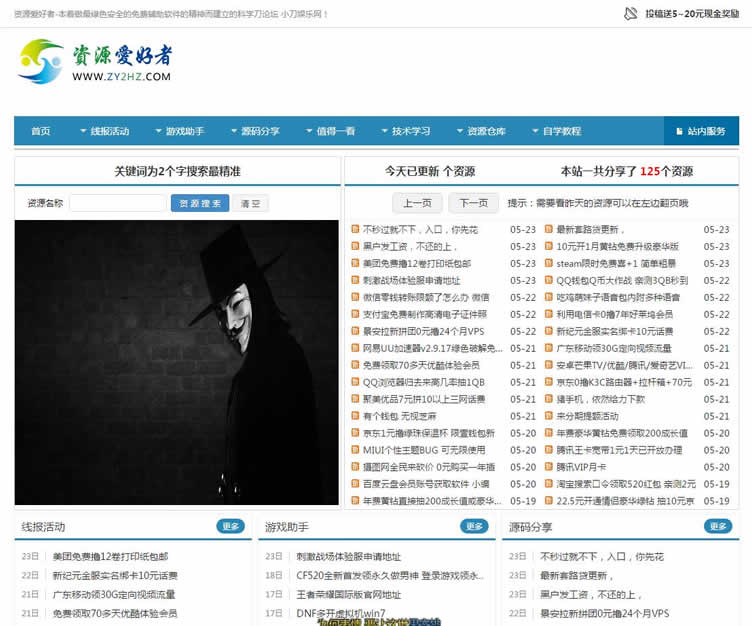 资源爱好者-本着做最绿色安全的免费辅助软件的精神而建立的科学刀论坛 小刀娱乐网！
投稿送5~20元现金奖励
资源爱好者
WWW.ZY2HZ.COM
首页 线报活动 游戏助手 源码分享 值得一看 技术学习 资源仓库 自学教程 站内服务
关键词为2个字搜索最精准
资源名称 资源搜索 清空
今天已更新 个资源 本站一共分享了 125个资源
上一页 下一页 提示：需要看昨天的资源可以在左边翻页哦
不秒过就不下，入口，你先花 05-23
黑户发工资，不还的上， 05-23
美团免费撸12卷打印纸包邮 05-23
刺激战场体验服申请地址 05-23
微信零钱转账限额了怎么办 微信 05-22
支付宝免费制作高清电子证件照 05-22
景安拉新拼团0元撸24个月VPS 05-22
网易UU加速器v2.9.17绿色破解免... 05-21
免费领取70多天优酷体验会员 05-21
QQ浏览器归去来高几率抽1QB 05-21
聚美优品7元拼10以上三网话费 05-21
有个钱包 无视芝麻 05-21
京东1元撸绿珠保温杯 限宣钱包新 05-20
MIUI个性主题BUG 可无限使用 05-20
摄图网全民来砍价 0元购买一年插 05-20
百度云盘会员账号获取软件 小编 05-20
年费黄钻直接抽200成长值或豪华... 05-19
最新套路货更新， 05-23
10元开1月黄钻免费升级豪华版 05-23
steam限时免费喜+1 简单粗暴 05-23
QQ钱包Q币大作战 亲测3QB秒到 05-22
吃鸡萌妹子语音包内附多种语音 05-22
利用电信卡0撸7年好莱坞会员 05-22
新纪元金服实名绑卡10元话费 05-22
广东移动领30G定向视频流量 05-21
安卓芒果TV/优酷/腾讯/爱奇艺VI... 05-21
京东0撸K3C路由器+拉杆箱+70元 05-21
猪手机，依然给力下款 05-21
来分期提额活动 05-21
年费豪华黄钻免费领取200成长值 05-20
腾讯王卡宽带1元1天已开放办理 05-20
腾讯VIP月卡 05-20
淘宝搜索口令领取520红包 亲测2元 05-19
22.5元开通情侣豪华绿钻 抽10元京 05-19
线报活动 更多
23日 美团免费撸12卷打印纸包邮
22日 新纪元金服实名绑卡10元话费
21日 广东移动领30G定向视频流量
21日 免费领取70多天优酷体验会员
游戏助手 更多
23日 刺激战场体验服申请地址
18日 CF520全新首发领永久做男神 登录游戏领永...
17日 王者荣耀国际版官网地址
17日 DNF多开虚拟机win7
源码分享 更多
23日 不秒过就不下，入口，你先花
23日 最新套路货更新，
23日 黑户发工资，不还的上，
22日 景安拉新拼团0元撸24个月VPS